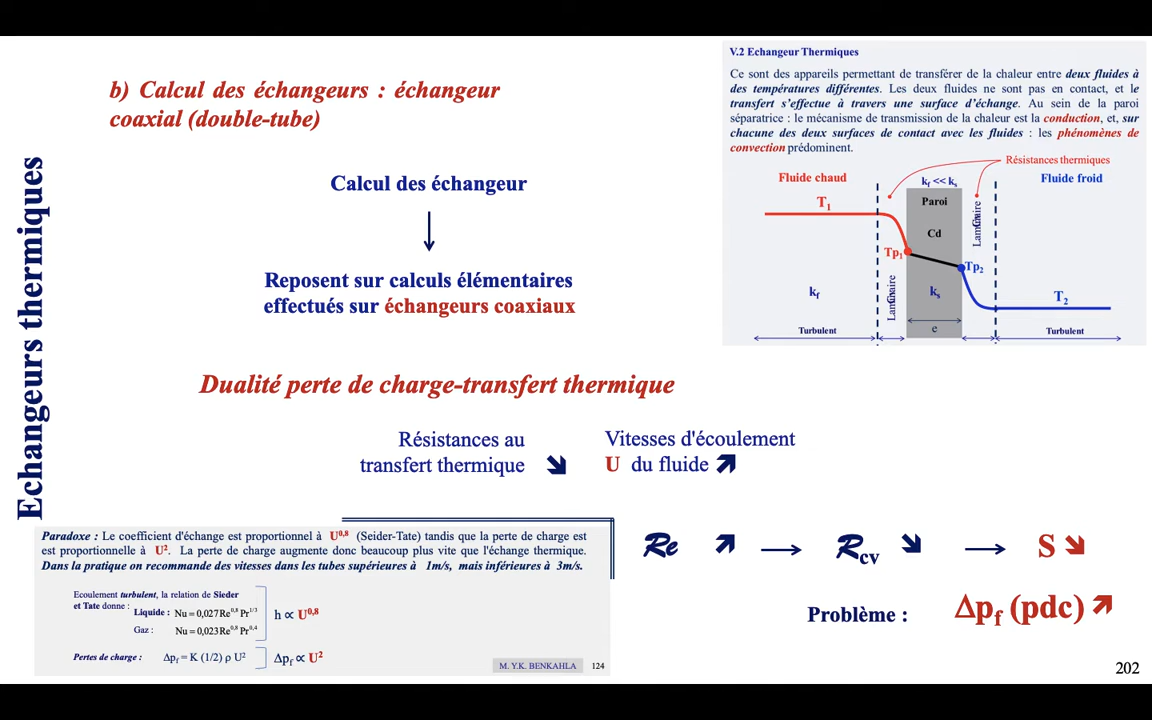 Echangeurs thermiques
b) Calcul des échangeurs : échangeur
coaxial (double-tube)
Calcul des échangeur
Reposent sur calculs élémentaires
effectués sur échangeurs coaxiaux
V.2 Echangeur Thermiques
Ce sont des appareils permettant de transférer de la chaleur entre deux fluides à
des températures différentes. Les deux fluides ne sont pas en contact, et le
transfert s'effectue à travers une surface d'échange. Au sein de la paroi
séparatrice : le mécanisme de transmission de la chaleur est la conduction, et, sur
chacune des deux surfaces de contact avec les fluides : les phénomènes de
convection prédominent.
Résistances thermiques
Fluide chaud
kf << ks
Fluide froid
T1
Paroi
Cd
Tp1
Tp2
Laminaire
Laminaire
kf
ks
T2
e
Turbulent
Turbulent
Dualité perte de charge-transfert thermique
Résistances au
transfert thermique
Vitesses d'écoulement
U du fluide
Paradoxe : Le coefficient d'échange est proportionnel à U0,8 (Seider-Tate) tandis que la perte de charge est
est proportionnelle à U2. La perte de charge augmente donc beaucoup plus vite que l'échange thermique.
Dans la pratique on recommande des vitesses dans les tubes supérieures à 1m/s, mais inférieures à 3m/s.
Ecoulement turbulent, la relation de Sieder
et Tate donne :
Liquide : Nu = 0,027 Re0,8 Pr1/3
Gaz : Nu = 0,023 Re0,8 Pr0,4
h ∝ U0,8
Pertes de charge : Δpf = K (1/2) ρ U2
Δpf ∝ U2
M. Y.K. BENKAHLA 124
Re → Rcv → S
Problème : Δpf (pdc)
202